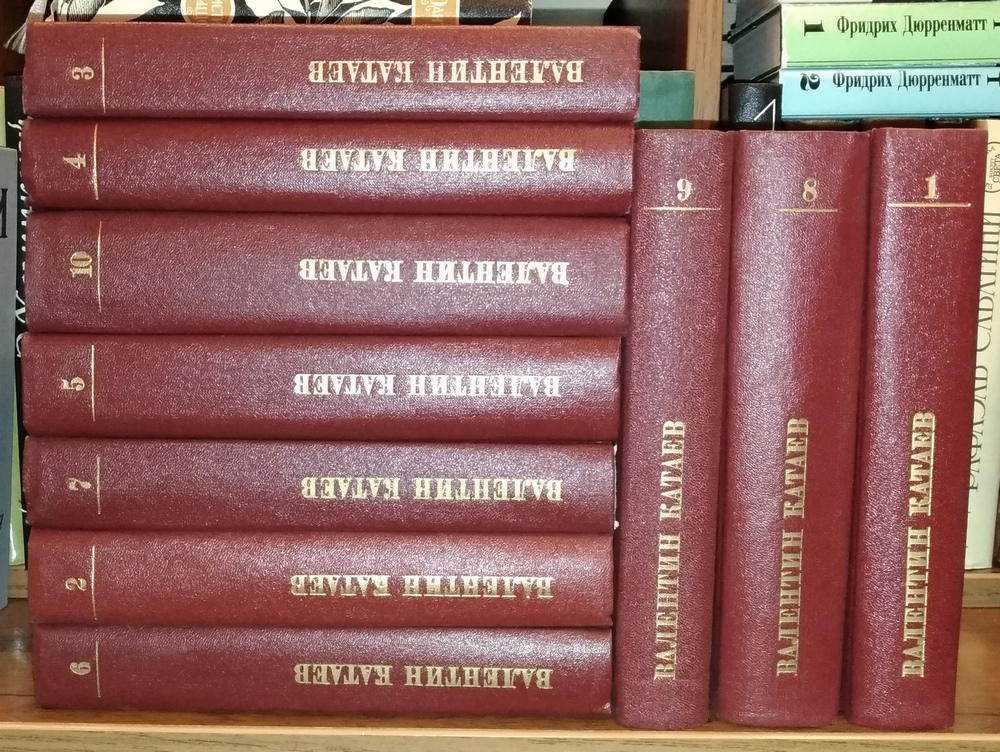 3 ВАЛЕНТИН КАТАЕВ
4 ВАЛЕНТИН КАТАЕВ
10 ВАЛЕНТИН КАТАЕВ
5 ВАЛЕНТИН КАТАЕВ
7 ВАЛЕНТИН КАТАЕВ
2 ВАЛЕНТИН КАТАЕВ
6 ВАЛЕНТИН КАТАЕВ
9 ВАЛЕНТИН КАТАЕВ
8 ВАЛЕНТИН КАТАЕВ
1 ВАЛЕНТИН КАТАЕВ
1 Фридрих Дюрренматт
2 Фридрих Дюрренматт
РАФАЭЛЬ САБАТИНИ